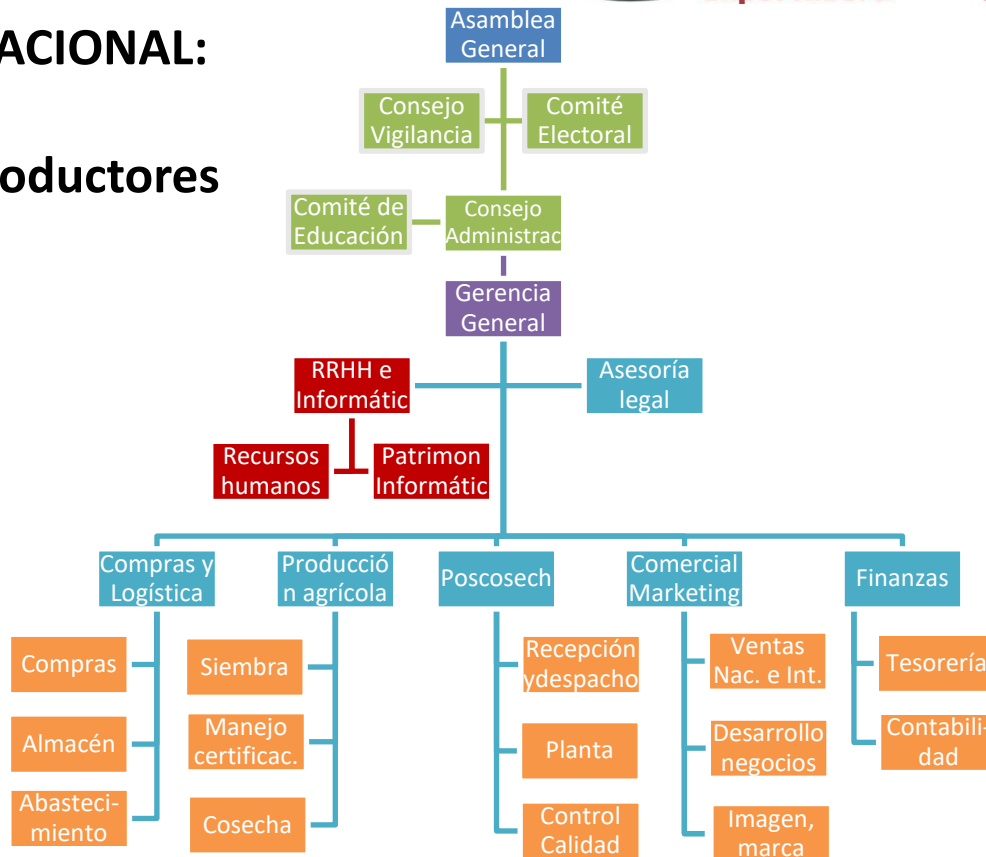 ACIONAL:
oductores
Asamblea
General
Consejo
Vigilancia
Comité
Electoral
Comité de
Educación
Consejo
Administrac
Gerencia
General
RRHH e
Informátic
Asesoría
legal
Recursos
humanos
Patrimon
Informátic
Compras y
Logística
Producció
n agrícola
Poscosech
Comercial
Marketing
Finanzas
Compras
Almacén
Abasteci-
miento
Siembra
Manejo
certificac.
Cosecha
Recepción
ydespacho
Planta
Control
Calidad
Ventas
Nac. e Int.
Desarrollo
negocios
Imagen,
marca
Tesorería
Contabili-
dad